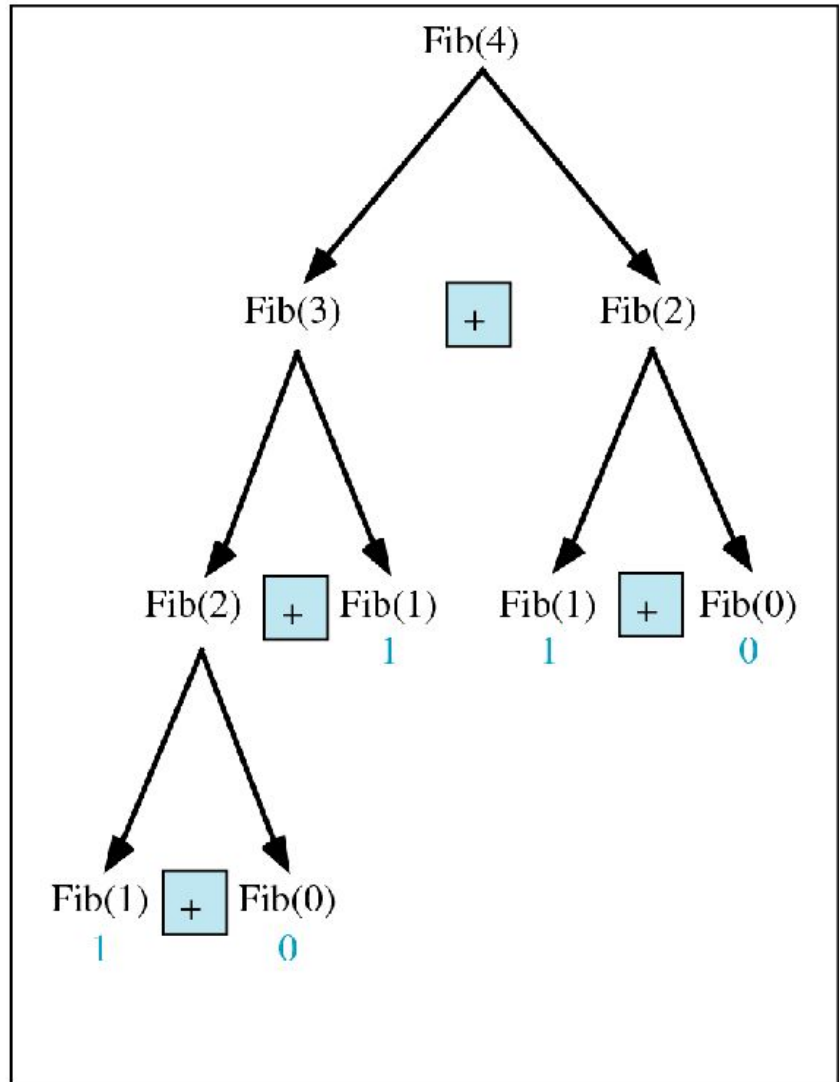 Fib(4)
Fib(3) + Fib(2)
Fib(2) + Fib(1) Fib(1) + Fib(0)
1 1 0
Fib(1) + Fib(0)
1 0